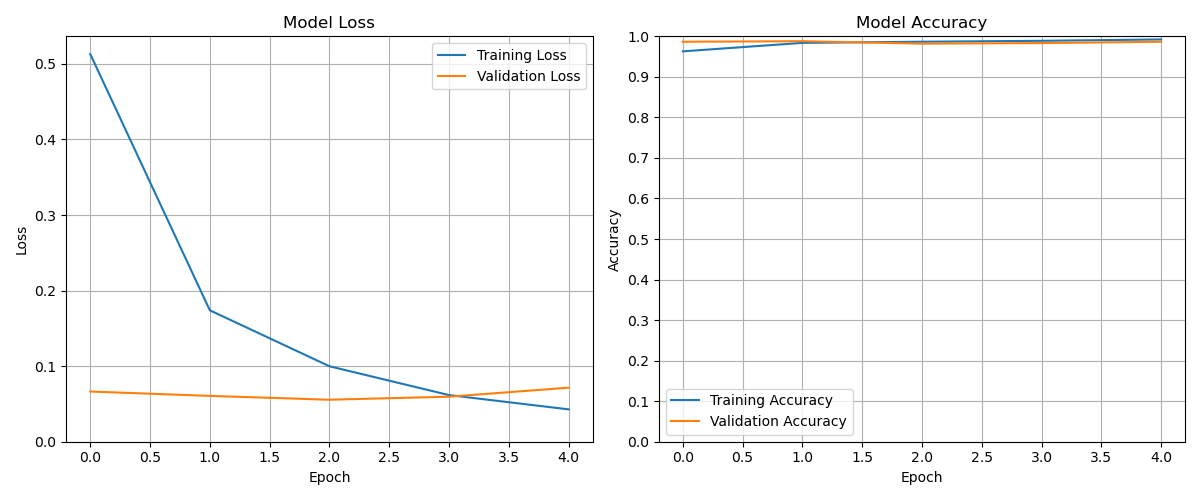 Model Loss
Training Loss
Validation Loss
0.5
0.4
0.3
0.2
0.1
0.0
Loss
0.0 0.5 1.0 1.5 2.0 2.5 3.0 3.5 4.0
Epoch
Model Accuracy
1.0
0.9
0.8
0.7
0.6
0.5
0.4
0.3
0.2
0.1
0.0
Accuracy
Training Accuracy
Validation Accuracy
0.0 0.5 1.0 1.5 2.0 2.5 3.0 3.5 4.0
Epoch